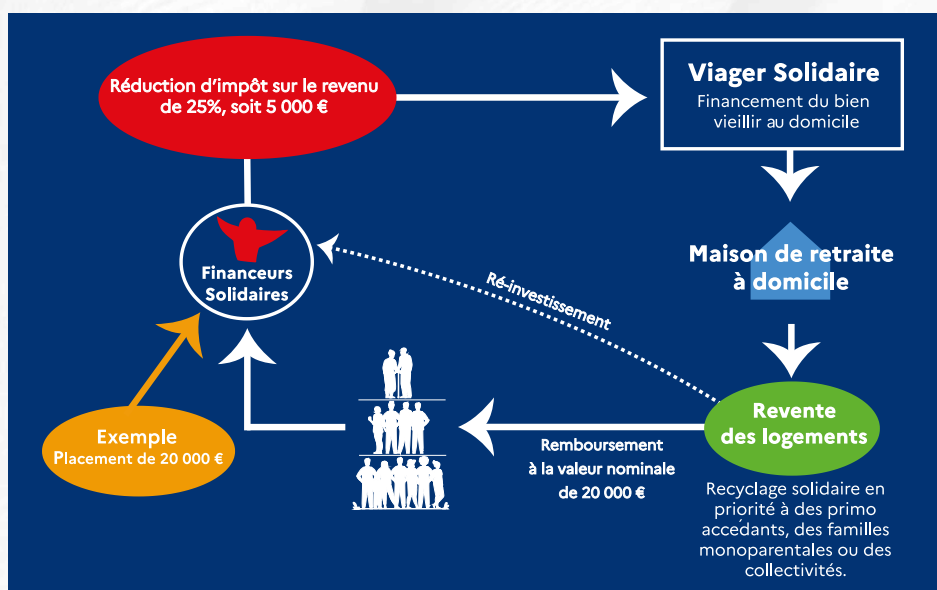 Réduction d'impôt sur le revenu
de 25%, soit 5 000 €
Viager Solidaire
Financement du bien
vieillir au domicile
Financeurs
Solidaires
Maison de retraite
à domicile
Ré-investissement
Exemple
Placement de 20 000 €
Remboursement
à la valeur nominale
de 20 000 €
Revente
des logements
Recyclage solidaire en
priorité à des primo
accédants, des familles
monoparentales ou des
collectivités.